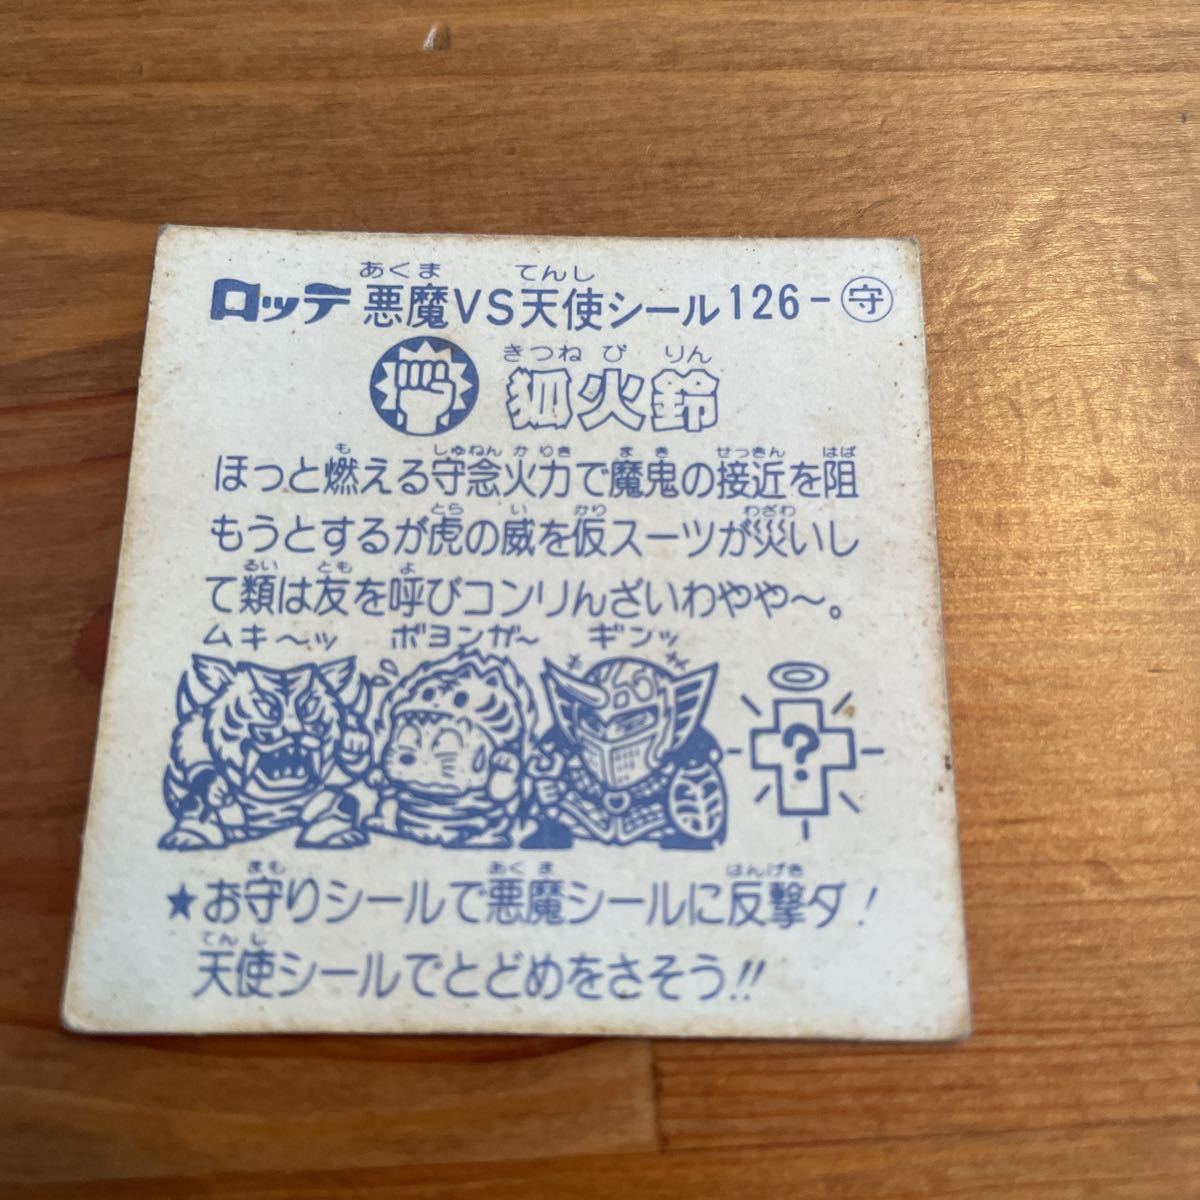 あくま てんし
ロッテ 悪魔VS天使シール 126-守
きつね び りん
狐火鈴
も しゅねん かりき まき せっきん はば
ほっと燃える守念火力で魔鬼の接近を阻
とら い かり わざわ
もうとするが虎の威を仮スーツが災いし
るい とも よ
て類は友を呼びコンリんざいわやや〜。
ムキ〜ッ ボヨンガ〜 ギンッ
?
まも あくま はんげき
★お守りシールで悪魔シールに反撃ダ!
てんし
天使シールでとどめをさそう!!